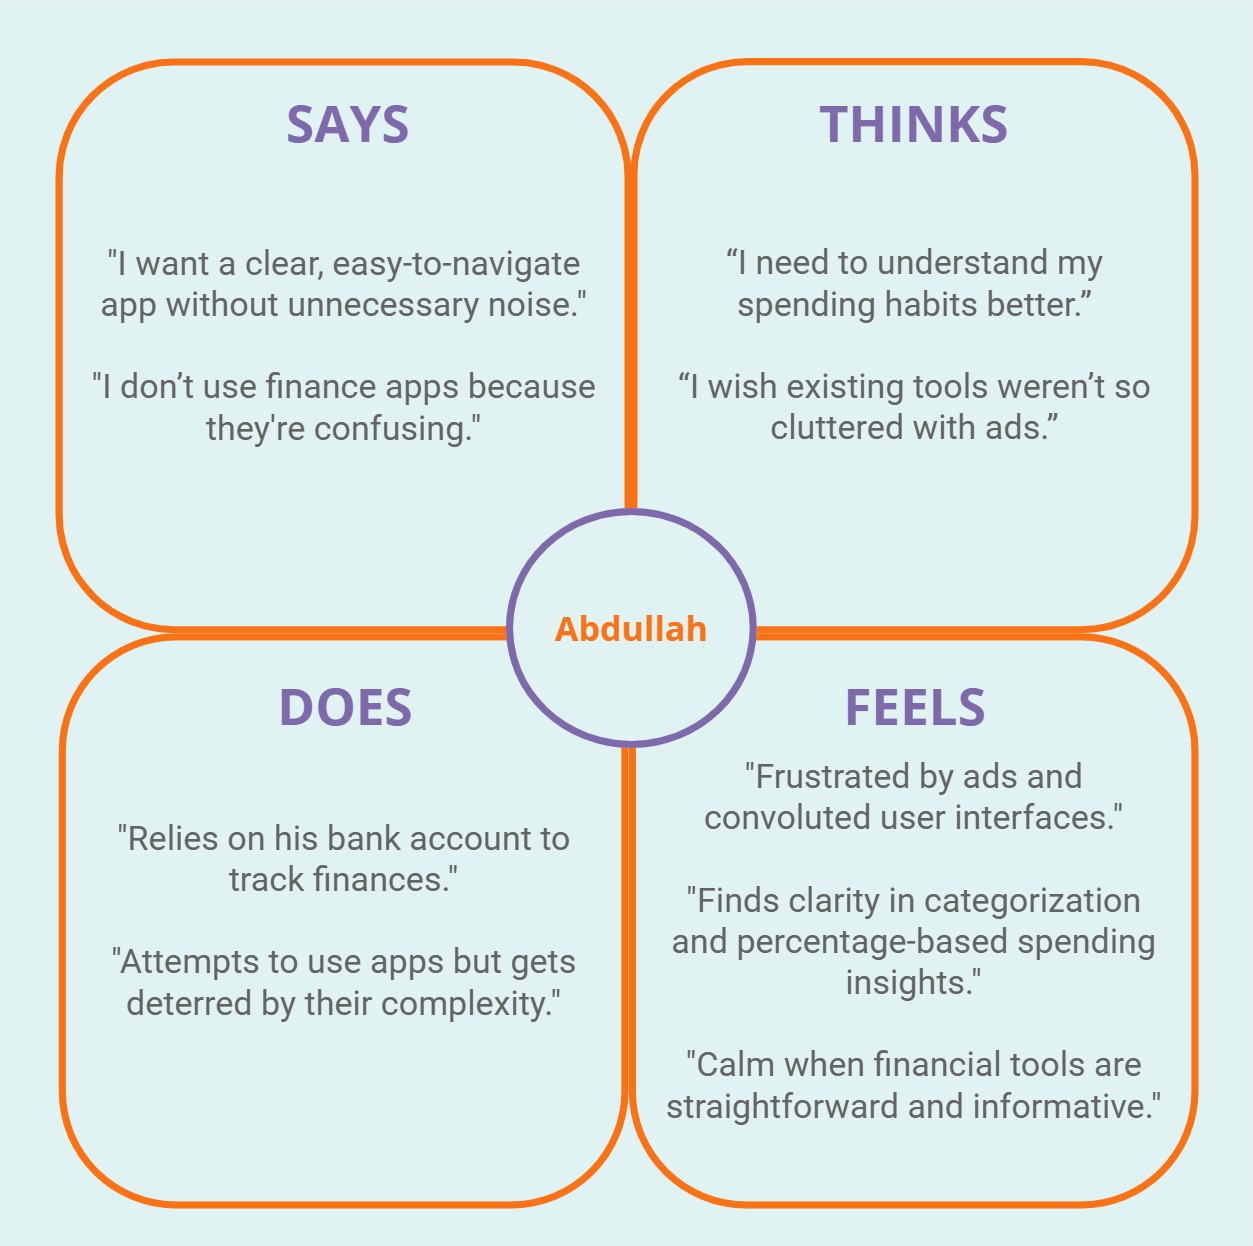 SAYS
"I want a clear, easy-to-navigate
app without unnecessary noise."
"I don’t use finance apps because
they're confusing."
THINKS
“I need to understand my
spending habits better.”
“I wish existing tools weren’t so
cluttered with ads.”
Abdullah
DOES
"Relies on his bank account to
track finances."
"Attempts to use apps but gets
deterred by their complexity."
FEELS
"Frustrated by ads and
convoluted user interfaces."
"Finds clarity in categorization
and percentage-based spending
insights."
"Calm when financial tools are
straightforward and informative."